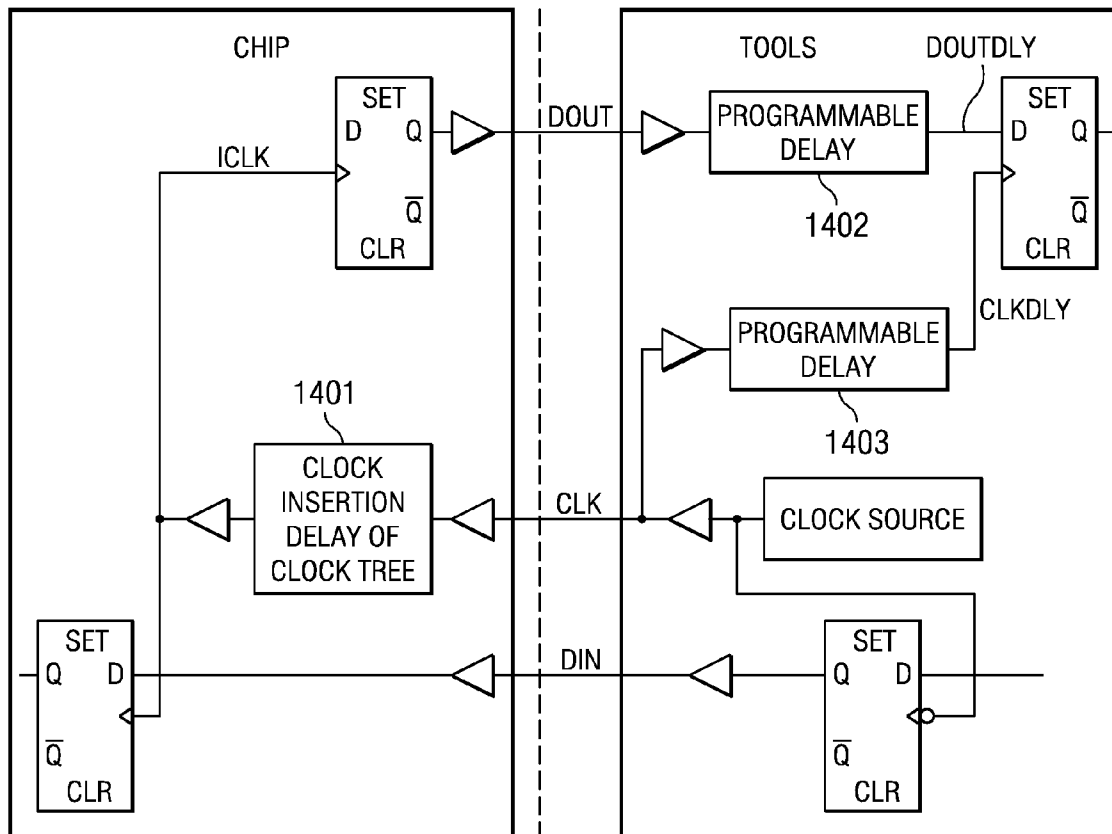 CHIP
TOOLS
DOUTDLY
SET
D Q
Q̅
CLR
ICLK
DOUT
PROGRAMMABLE
DELAY
1402
SET
D Q
Q̅
CLR
CLKDLY
PROGRAMMABLE
DELAY
1403
1401
CLOCK
INSERTION
DELAY OF
CLOCK TREE
CLK
CLOCK SOURCE
SET
Q D
Q̅
CLR
DIN
SET
Q D
Q̅
CLR